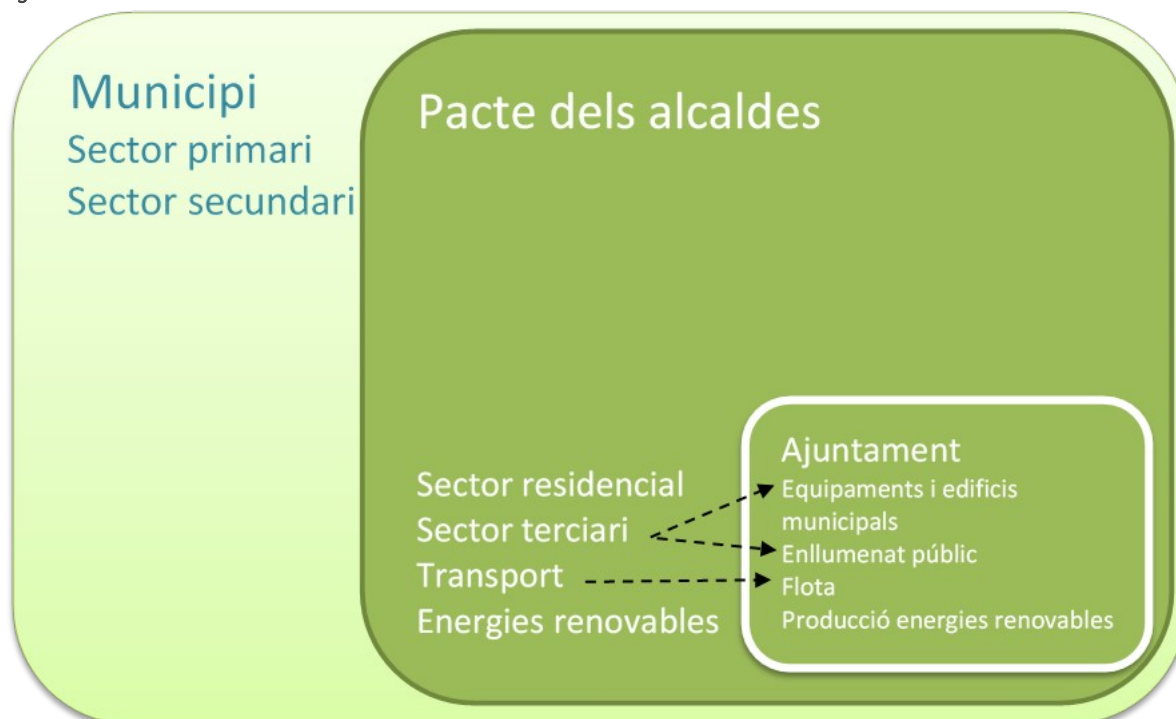 Municipi
Sector primari
Sector secundari
Pacte dels alcaldes
Sector residencial
Sector terciari
Transport
Energies renovables
Ajuntament
Equipaments i edificis
municipals
Enllumenat públic
Flota
Producció energies renovables